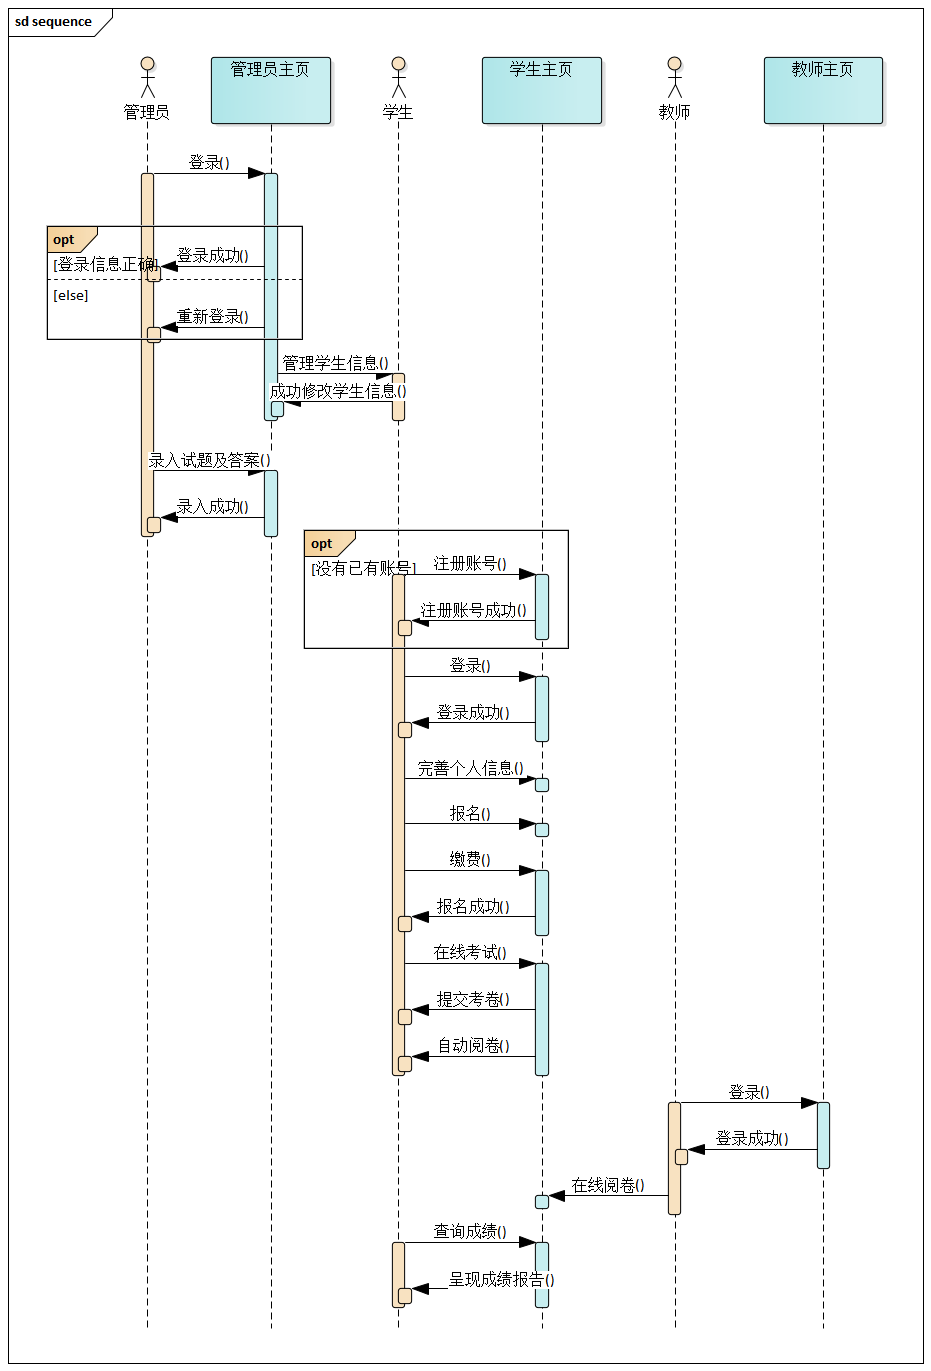 sd sequence
管理员
管理员主页
学生
学生主页
教师
教师主页
登录()
opt
登录成功()
[登录信息正确]
[else]
重新登录()
管理学生信息()
成功修改学生信息()
录入试题及答案()
录入成功()
opt
[没有已有账号]
注册账号()
注册账号成功()
登录()
登录成功()
完善个人信息()
报名()
缴费()
报名成功()
在线考试()
提交考卷()
自动阅卷()
登录()
登录成功()
在线阅卷()
查询成绩()
呈现成绩报告()